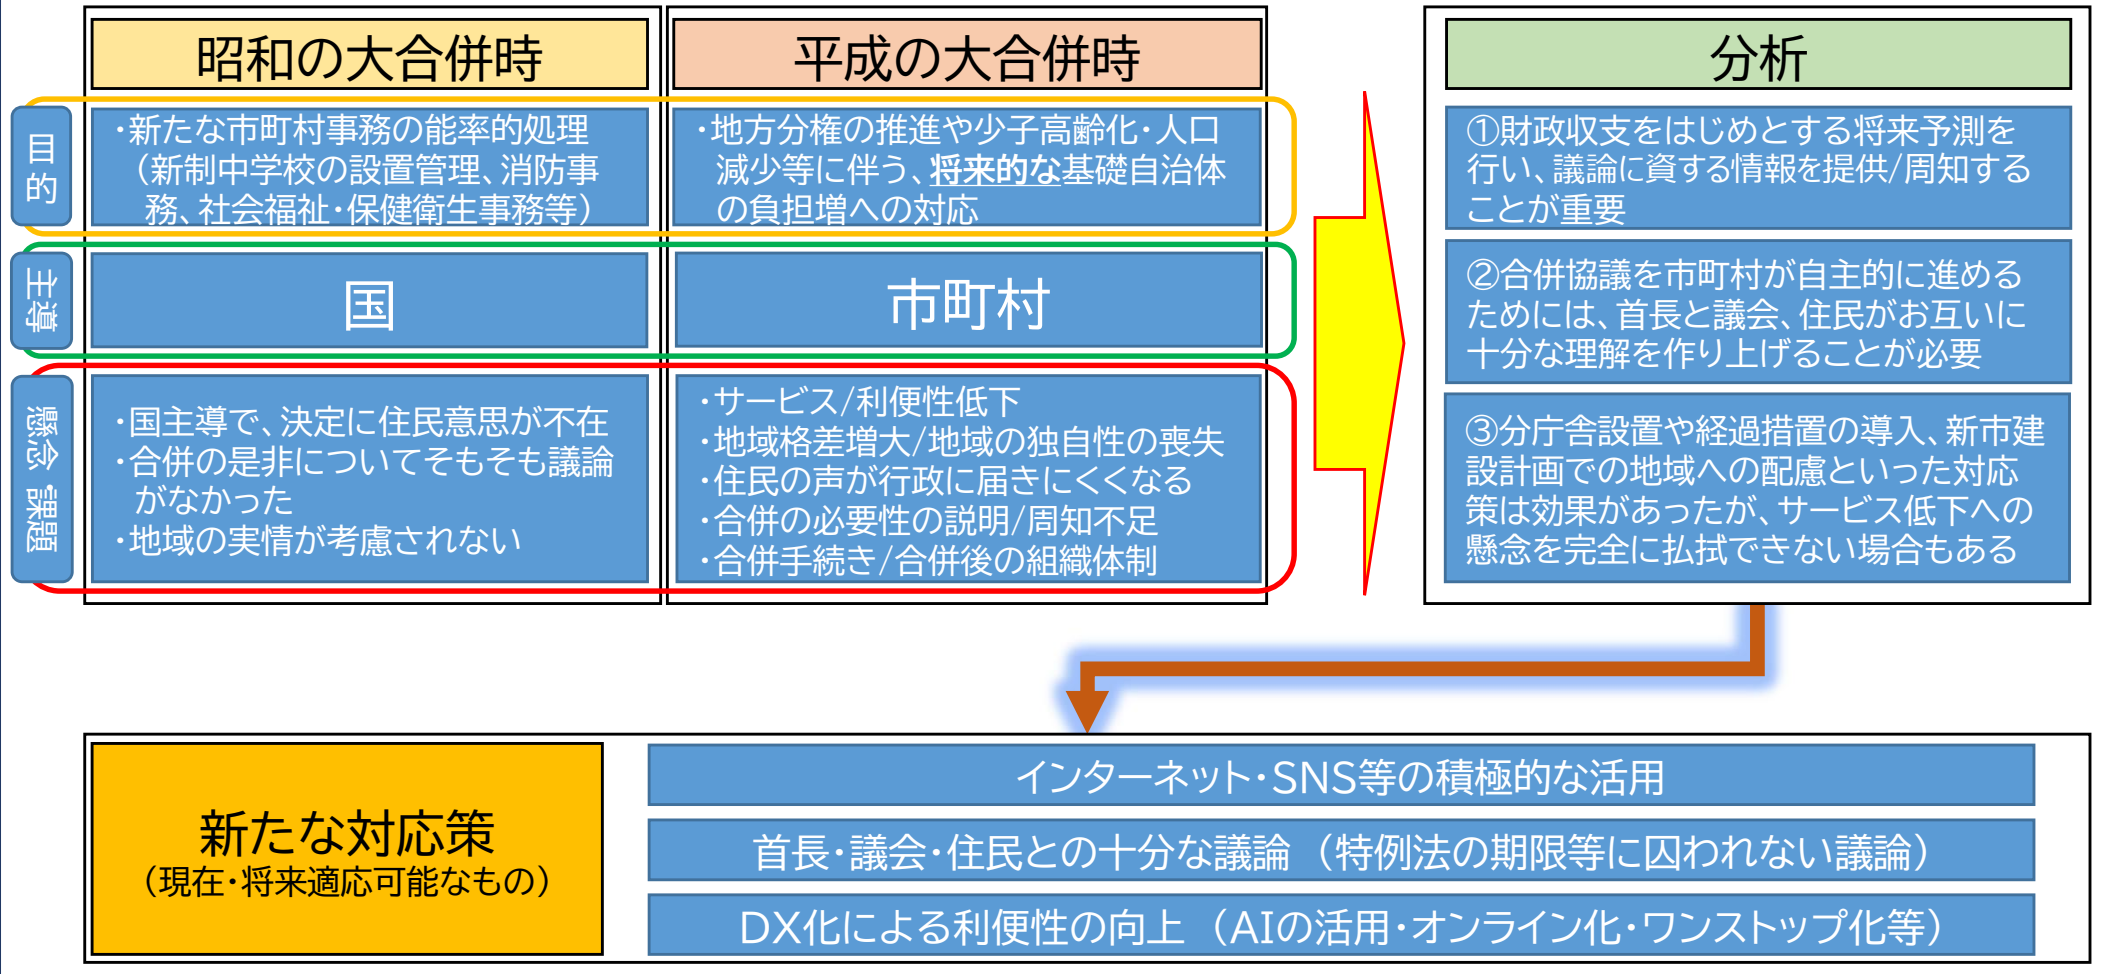 昭和の大合併時
平成の大合併時
分析
目的
・新たな市町村事務の能率的処理
（新制中学校の設置管理、消防事
務、社会福祉・保健衛生事務等）
・地方分権の推進や少子高齢化・人口
減少等に伴う、将来的な基礎自治体
の負担増への対応
主導
国
市町村
懸念・課題
・国主導で、決定に住民意思が不在
・合併の是非についてそもそも議論
がなかった
・地域の実情が考慮されない
・サービス/利便性低下
・地域格差増大/地域の独自性の喪失
・住民の声が行政に届きにくくなる
・合併の必要性の説明/周知不足
・合併手続き/合併後の組織体制
①財政収支をはじめとする将来予測を
行い、議論に資する情報を提供/周知する
ことが重要
②合併協議を市町村が自主的に進める
ためには、首長と議会、住民がお互いに
十分な理解を作り上げることが必要
③分庁舎設置や経過措置の導入、新市建
設計画での地域への配慮といった対応
策は効果があったが、サービス低下への
懸念を完全に払拭できない場合もある
新たな対応策
（現在・将来適応可能なもの）
インターネット・SNS等の積極的な活用
首長・議会・住民との十分な議論（特例法の期限等に囚われない議論）
DX化による利便性の向上（AIの活用・オンライン化・ワンストップ化等）